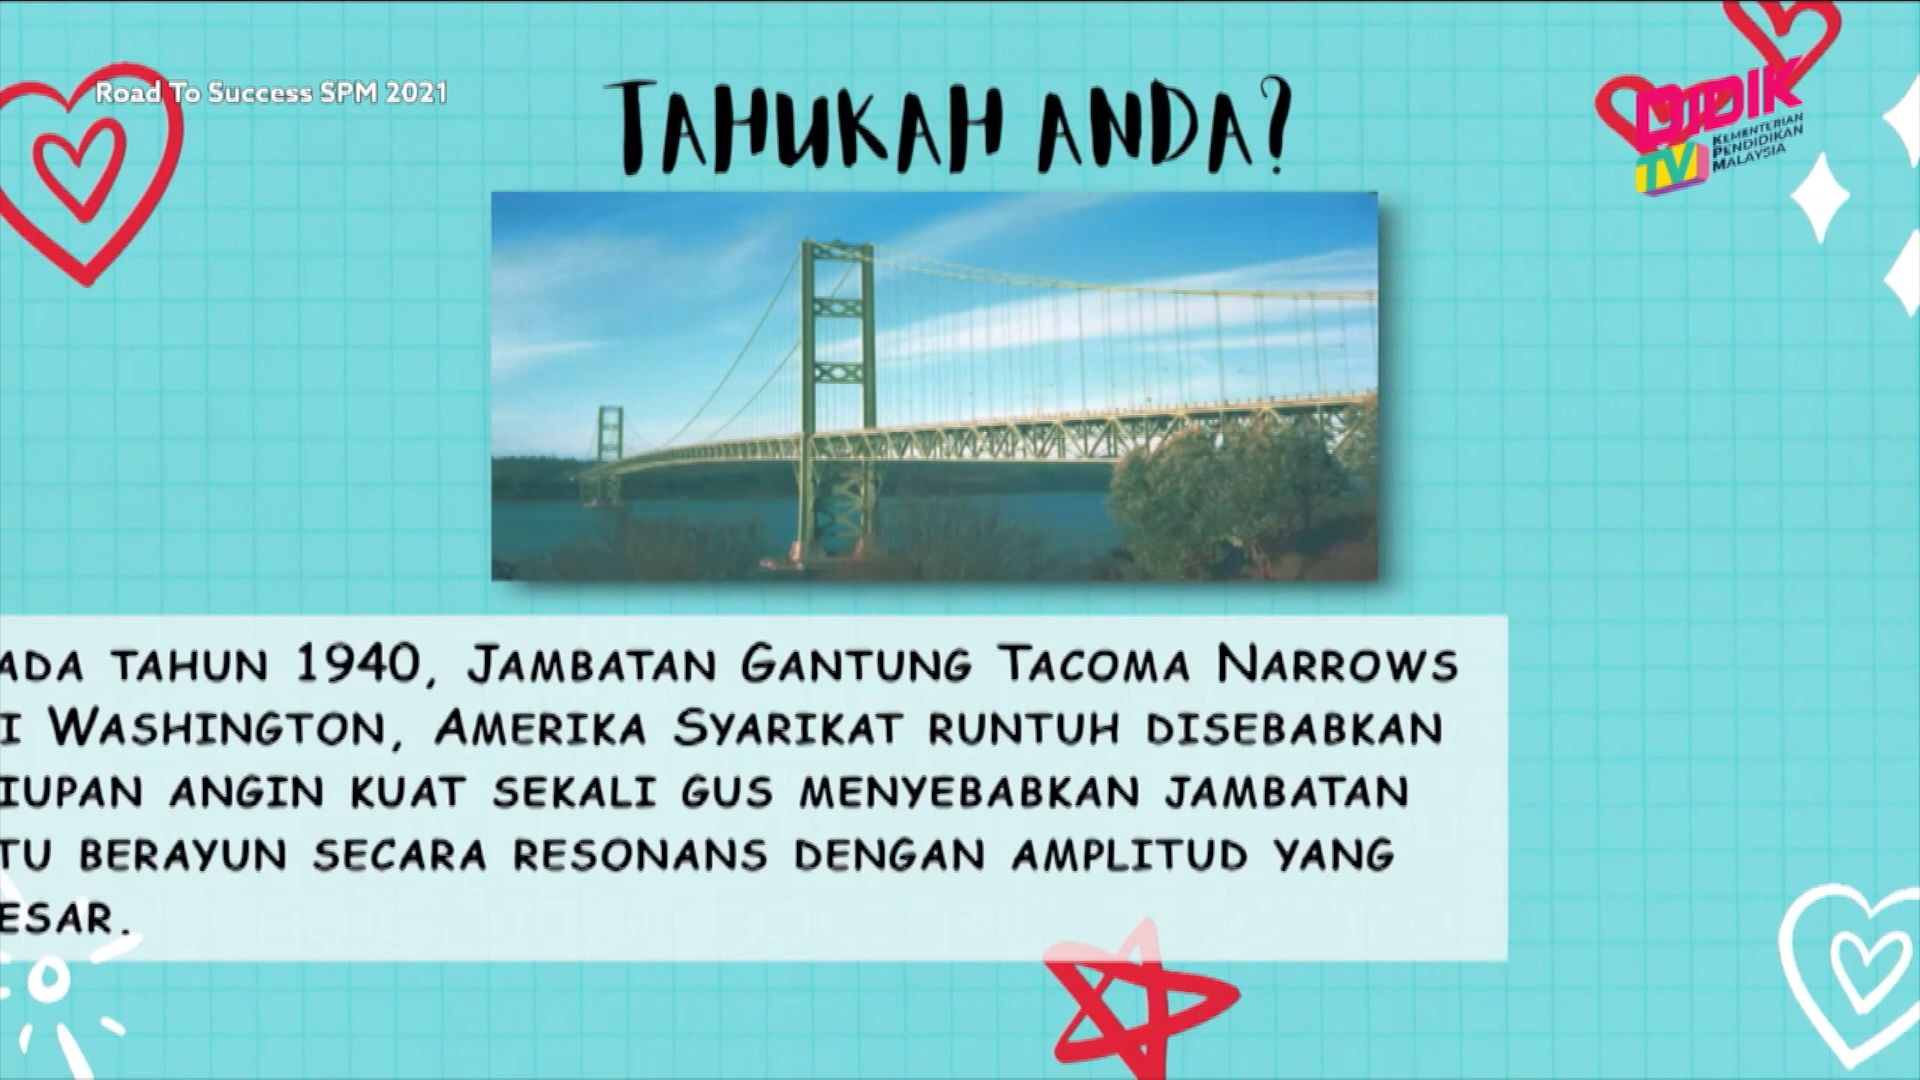 Road To Success SPM 2021
TAHUKAH ANDA?
DIDIK
TV
KEMENTERIAN
PENDIDIKAN
MALAYSIA
ADA TAHUN 1940, JAMBATAN GANTUNG TACOMA NARROWS
I WASHINGTON, AMERIKA SYARIKAT RUNTUH DISEBABKAN
IUPAN ANGIN KUAT SEKALI GUS MENYEBABKAN JAMBATAN
TU BERAYUN SECARA RESONANS DENGAN AMPLITUD YANG
ESAR.